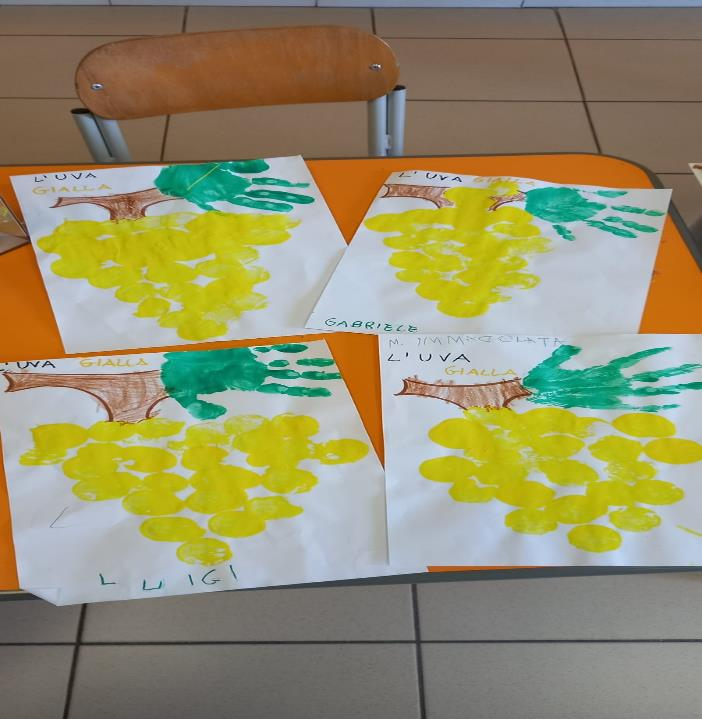 L'UVA
GIALLA
L'UVA GIALLA
GABRIELE
L'UVA GIALLA
LUIGI
M. IMMACOLATA
L'UVA
GIALLA